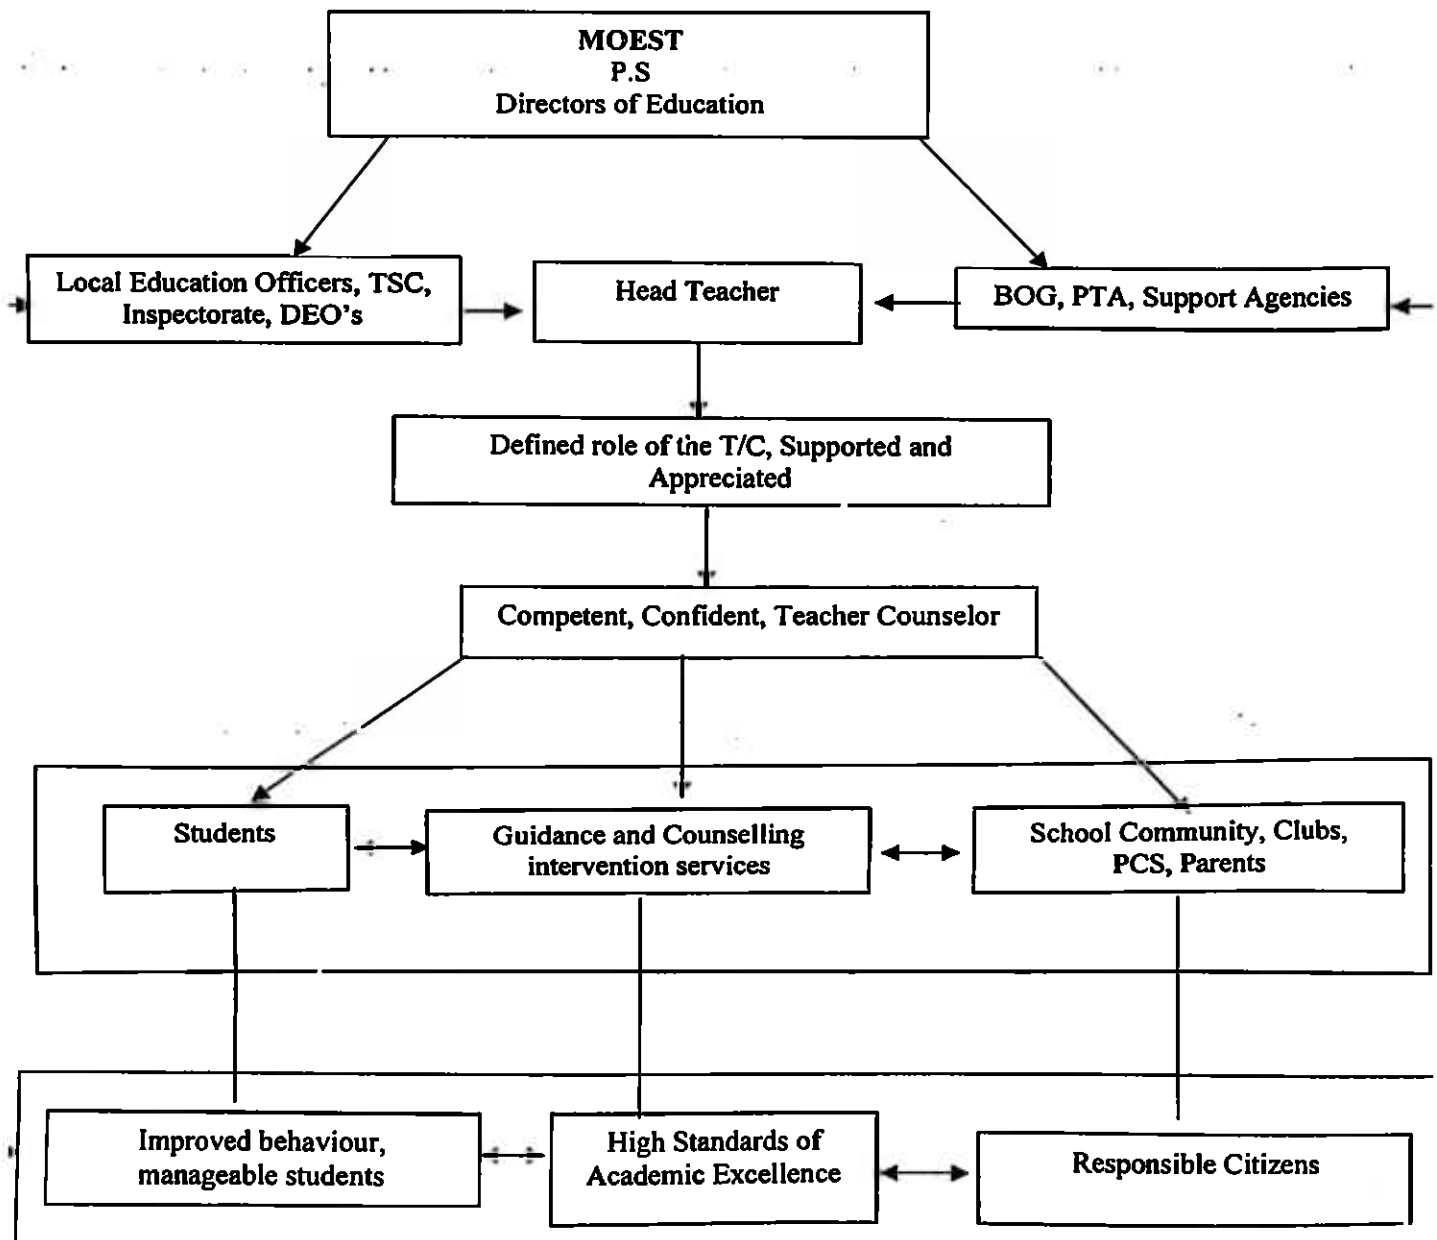 MOEST
P.S
Directors of Education
Local Education Officers, TSC,
Inspectorate, DEO's
Head Teacher
BOG, PTA, Support Agencies
Defined role of the T/C, Supported and
Appreciated
Competent, Confident, Teacher Counselor
Students
Guidance and Counselling
intervention services
School Community, Clubs,
PCS, Parents
Improved behaviour,
manageable students
High Standards of
Academic Excellence
Responsible Citizens